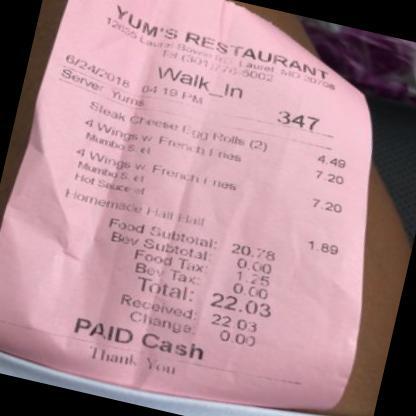 YUM'S RESTAURANT
12635 Laurel Bowie Rd. Laurel, MD 20708
Tel (301)776-5002
Walk_In
6/24/2018 04:19 PM
Server: Yums 347
Steak Cheese Egg Rolls (2) 4.49
4 Wings w. French Fries 7.20
Mumbo S. el
4 Wings w. French Fries 7.20
Mumbo S. el
Hot Sauce el
Homemade Half Half 1.89
Food Subtotal: 20.78
Bev Subtotal: 0.00
Food Tax: 1.25
Bev Tax: 0.00
Total: 22.03
Received: 22.03
Change: 0.00
PAID Cash
Thank You